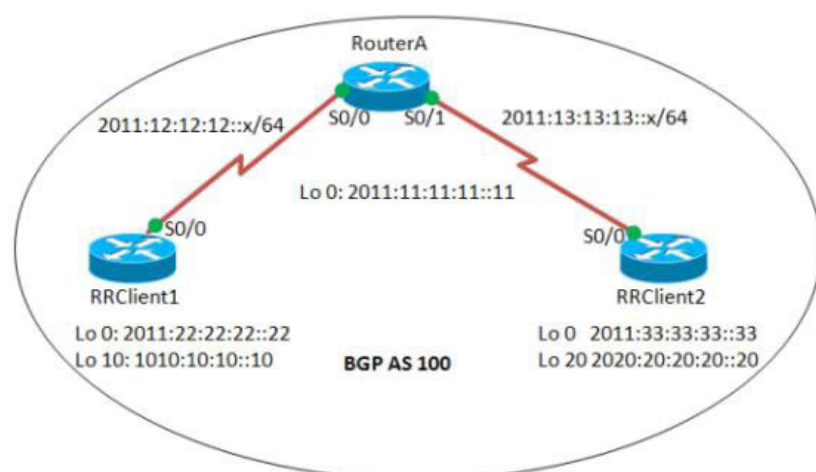 RouterA
2011:12:12:12::x/64
S0/0
S0/1
2011:13:13:13::x/64
Lo 0: 2011:11:11:11::11
S0/0
S0/0
RRClient1
RRClient2
Lo 0: 2011:22:22:22::22
Lo 10: 1010:10:10::10
BGP AS 100
Lo 0 2011:33:33:33::33
Lo 20 2020:20:20:20::20